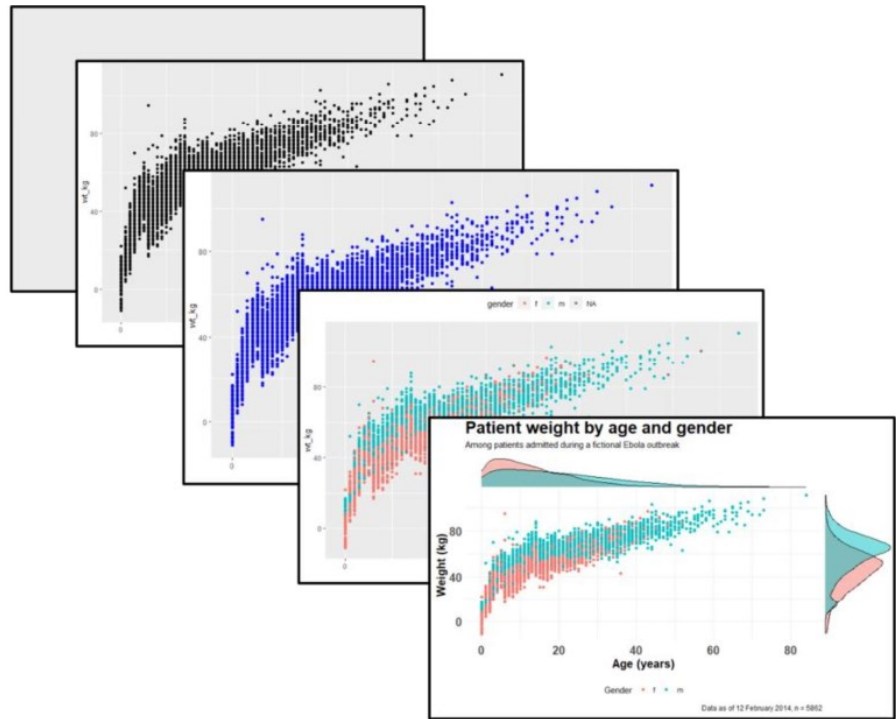 80
40
0
wt_kg
0
80
40
0
wt_kg
0
gender f m NA
80
40
0
wt_kg
0
Patient weight by age and gender
Among patients admitted during a fictional Ebola outbreak
80
40
0
Weight (kg)
0 20 40 60 80
Age (years)
Gender f m
Data as of 12 February 2014, n = 5862